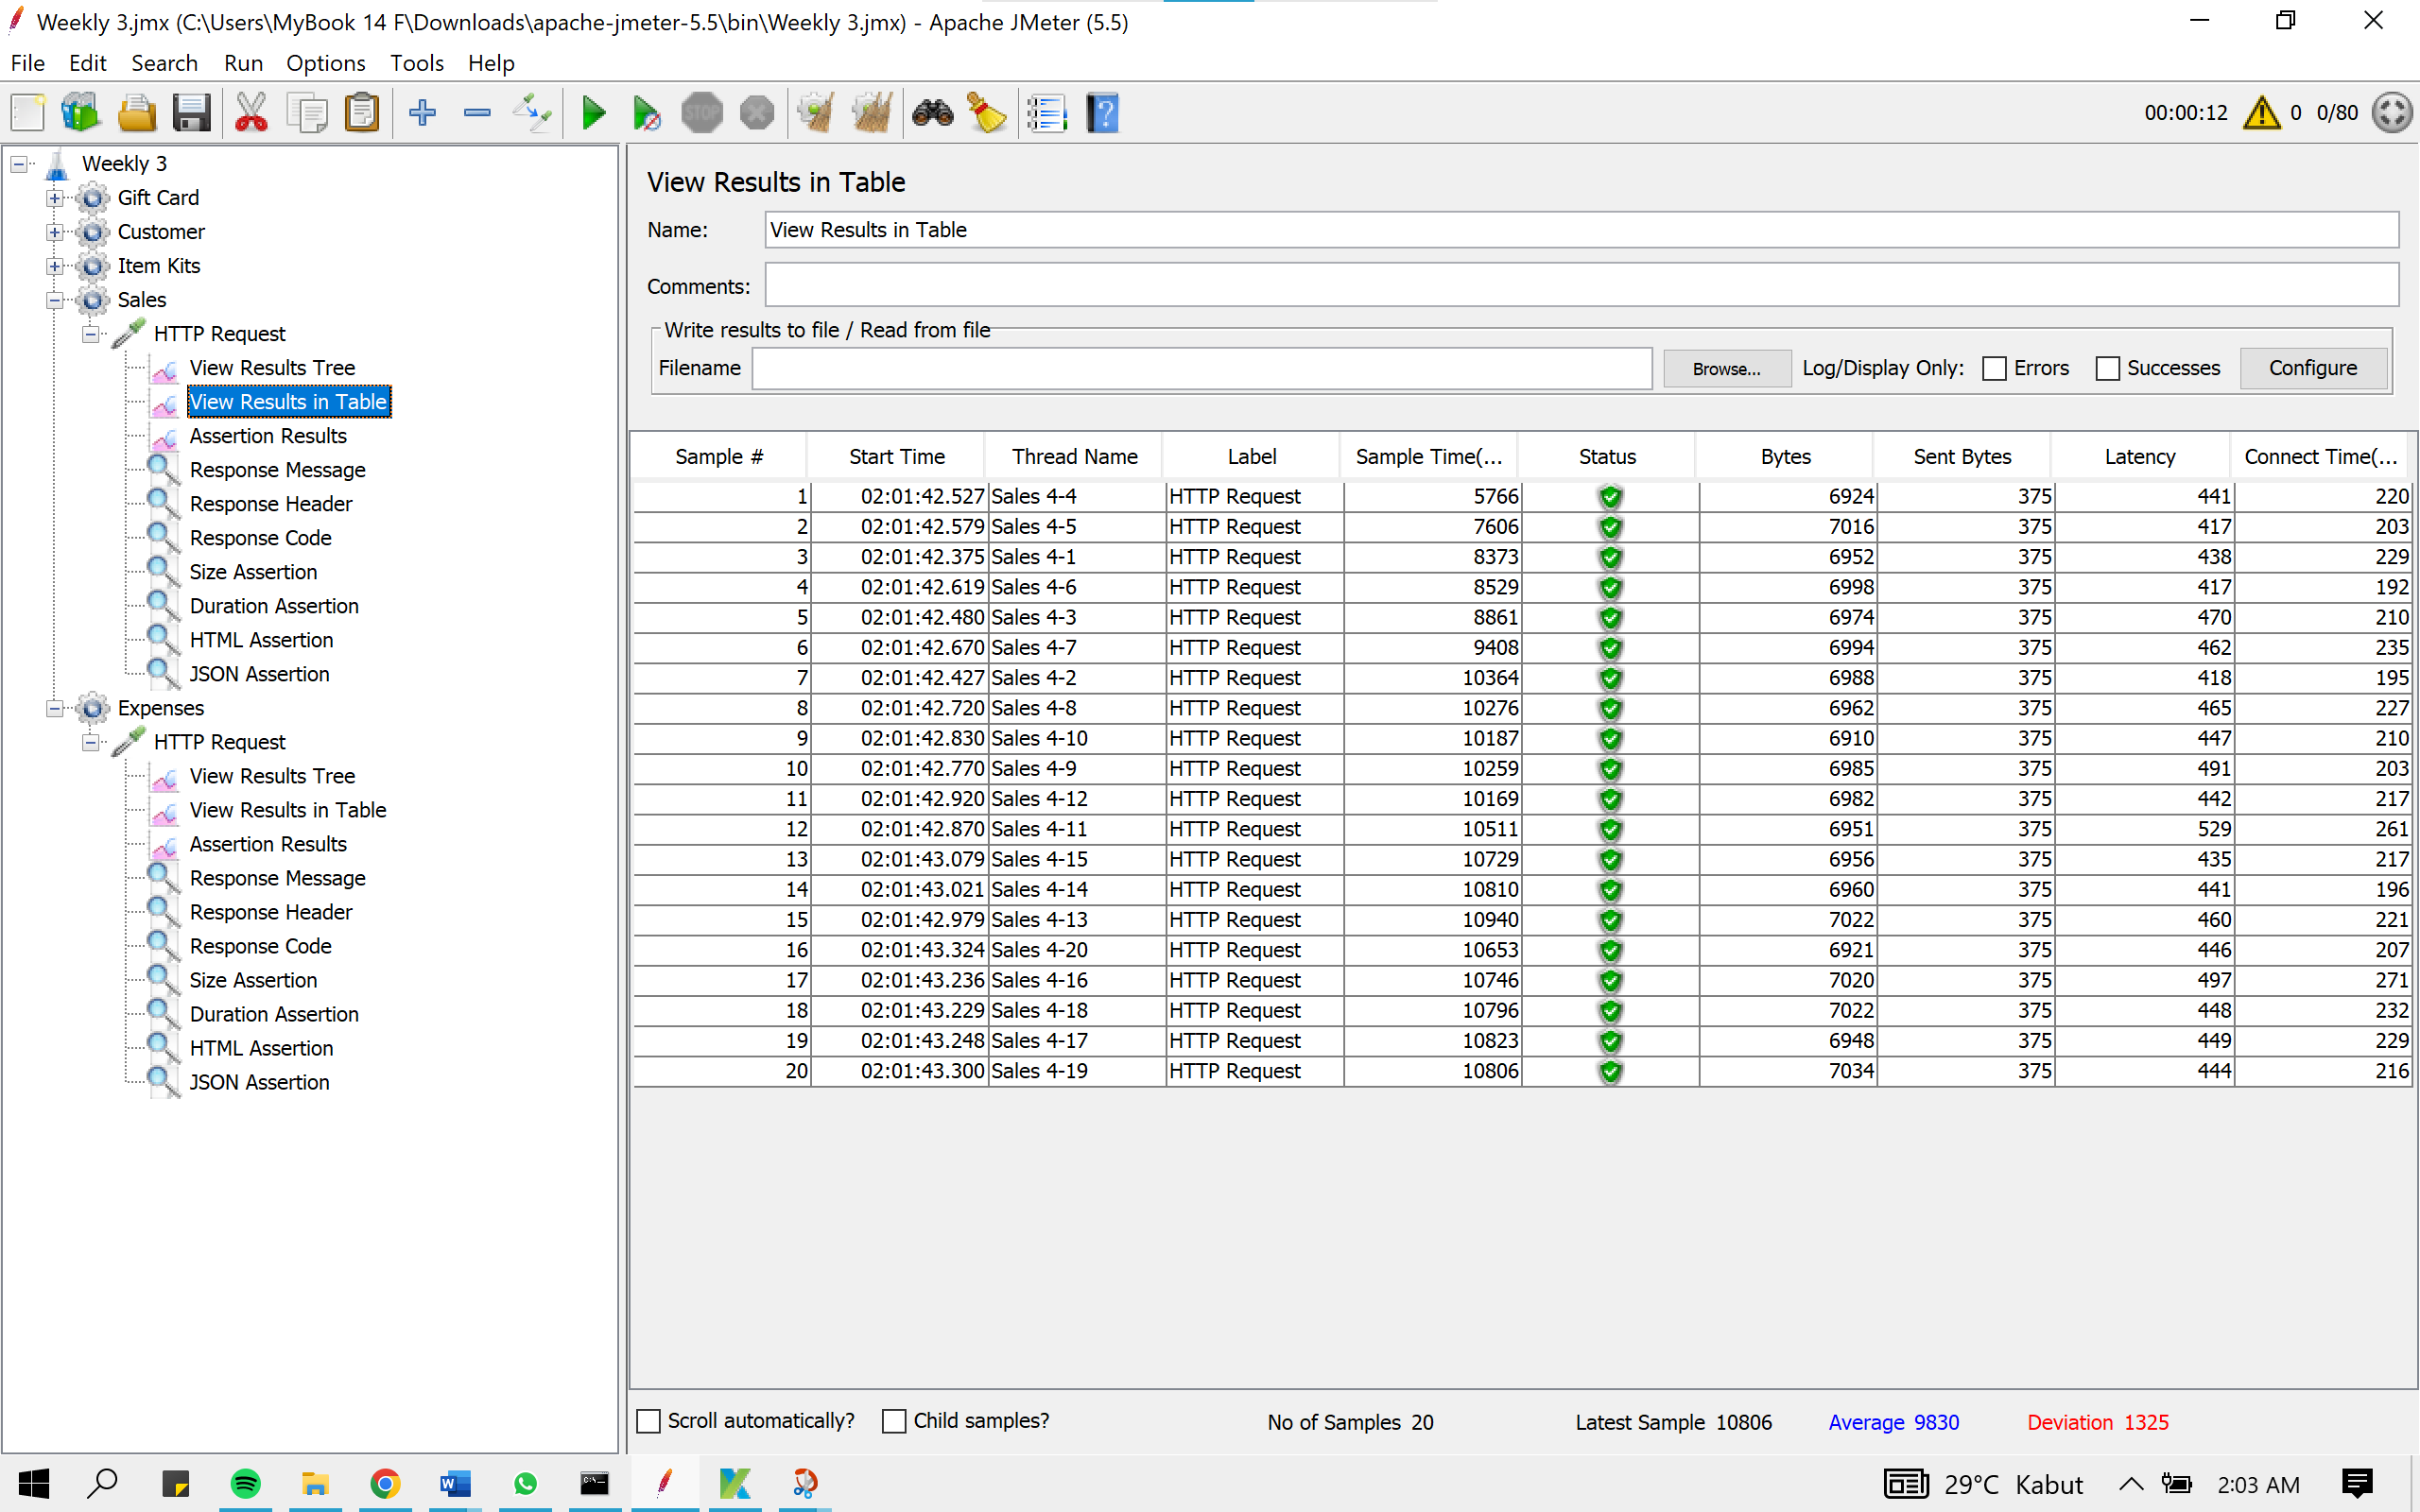 Weekly 3.jmx (C:\Users\MyBook 14 F\Downloads\apache-jmeter-5.5\bin\Weekly 3.jmx) - Apache JMeter (5.5)
File Edit Search Run Options Tools Help
STOP
00:00:12 0 0/80
Weekly 3
Gift Card
Customer
Item Kits
Sales
HTTP Request
View Results Tree
View Results in Table
Assertion Results
Response Message
Response Header
Response Code
Size Assertion
Duration Assertion
HTML Assertion
JSON Assertion
Expenses
HTTP Request
View Results Tree
View Results in Table
Assertion Results
Response Message
Response Header
Response Code
Size Assertion
Duration Assertion
HTML Assertion
JSON Assertion
View Results in Table
Name: View Results in Table
Comments:
Write results to file / Read from file
Filename Browse... Log/Display Only: Errors Successes Configure
Sample # Start Time Thread Name Label Sample Time(... Status Bytes Sent Bytes Latency Connect Time(...
1 02:01:42.527 Sales 4-4 HTTP Request 5766 6924 375 441 220
2 02:01:42.579 Sales 4-5 HTTP Request 7606 7016 375 417 203
3 02:01:42.375 Sales 4-1 HTTP Request 8373 6952 375 438 229
4 02:01:42.619 Sales 4-6 HTTP Request 8529 6998 375 417 192
5 02:01:42.480 Sales 4-3 HTTP Request 8861 6974 375 470 210
6 02:01:42.670 Sales 4-7 HTTP Request 9408 6994 375 462 235
7 02:01:42.427 Sales 4-2 HTTP Request 10364 6988 375 418 195
8 02:01:42.720 Sales 4-8 HTTP Request 10276 6962 375 465 227
9 02:01:42.830 Sales 4-10 HTTP Request 10187 6910 375 447 210
10 02:01:42.770 Sales 4-9 HTTP Request 10259 6985 375 491 203
11 02:01:42.920 Sales 4-12 HTTP Request 10169 6982 375 442 217
12 02:01:42.870 Sales 4-11 HTTP Request 10511 6951 375 529 261
13 02:01:43.079 Sales 4-15 HTTP Request 10729 6956 375 435 217
14 02:01:43.021 Sales 4-14 HTTP Request 10810 6960 375 441 196
15 02:01:42.979 Sales 4-13 HTTP Request 10940 7022 375 460 221
16 02:01:43.324 Sales 4-20 HTTP Request 10653 6921 375 446 207
17 02:01:43.236 Sales 4-16 HTTP Request 10746 7020 375 497 271
18 02:01:43.229 Sales 4-18 HTTP Request 10796 7022 375 448 232
19 02:01:43.248 Sales 4-17 HTTP Request 10823 6948 375 449 229
20 02:01:43.300 Sales 4-19 HTTP Request 10806 7034 375 444 216
Scroll automatically? Child samples? No of Samples 20 Latest Sample 10806 Average 9830 Deviation 1325
29°C Kabut 2:03 AM